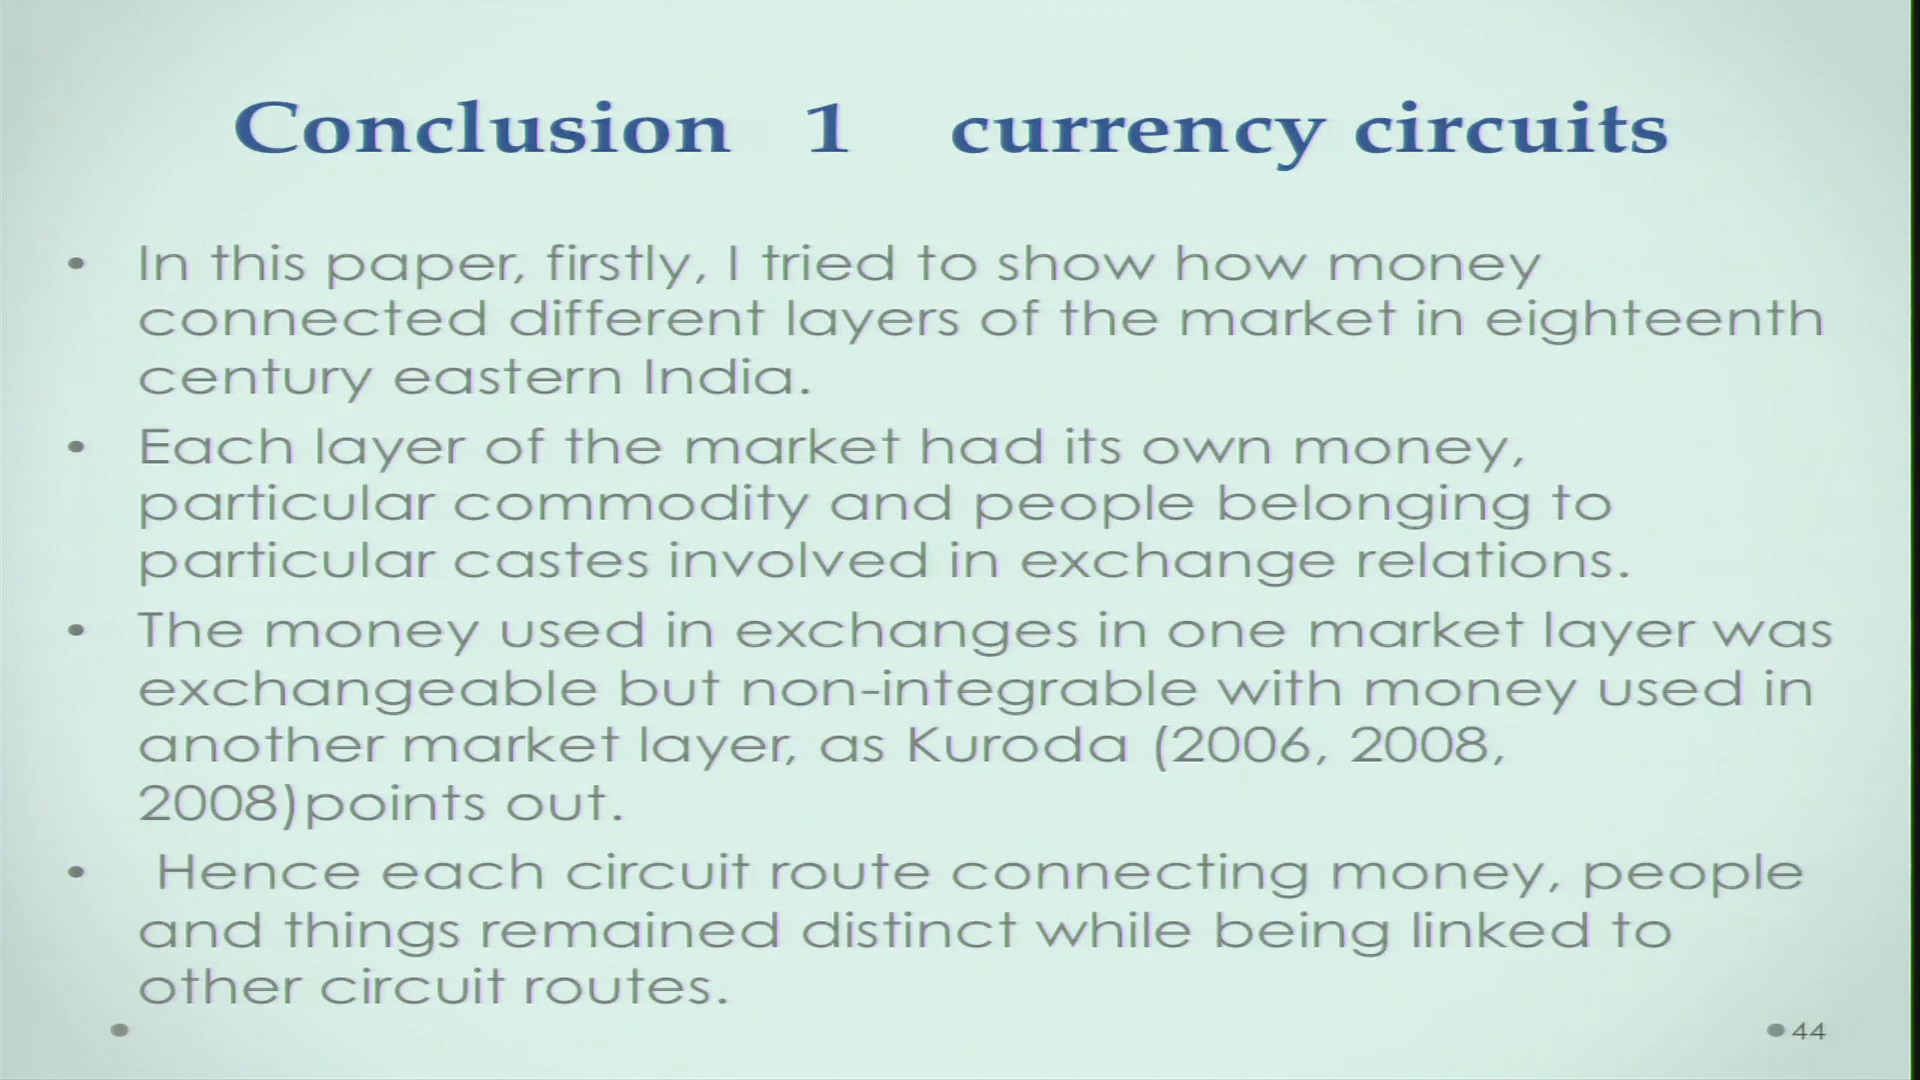 Conclusion 1 currency circuits
• In this paper, firstly, I tried to show how money
connected different layers of the market in eighteenth
century eastern India.
• Each layer of the market had its own money,
particular commodity and people belonging to
particular castes involved in exchange relations.
• The money used in exchanges in one market layer was
exchangeable but non-integrable with money used in
another market layer, as Kuroda (2006, 2008,
2008)points out.
• Hence each circuit route connecting money, people
and things remained distinct while being linked to
other circuit routes.
44